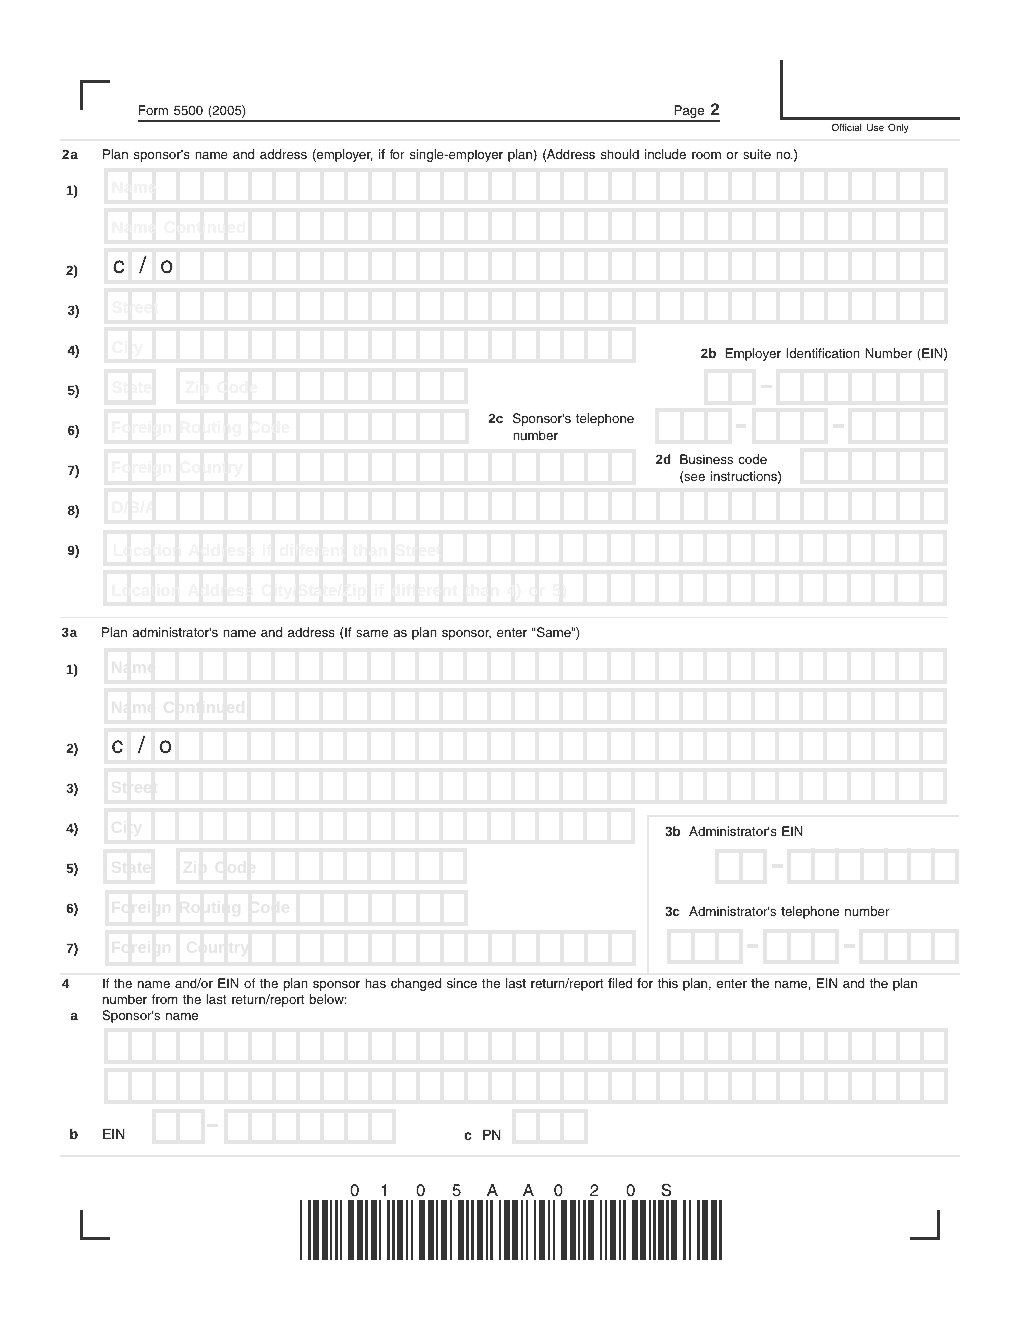 Form 5500 (2005) Page 2
Official Use Only
2a Plan sponsor's name and address (employer, if for single-employer plan) (Address should include room or suite no.)
1) Name
Name Continued
2) C / O
3) Street
4) City
2b Employer Identification Number (EIN)
5) State Zip Code
6) Foreign Routing Code
2c Sponsor's telephone
number
7) Foreign Country
2d Business code
(see instructions)
8) D/B/A
9) Location Address if different than Street
Location Address City/State/Zip if different than 4) or 5)
3a Plan administrator's name and address (If same as plan sponsor, enter “Same”)
1) Name
Name Continued
2) C / O
3) Street
4) City
3b Administrator's EIN
5) State Zip Code
6) Foreign Routing Code
3c Administrator's telephone number
7) Foreign Country
4 If the name and/or EIN of the plan sponsor has changed since the last return/report filed for this plan, enter the name, EIN and the plan
number from the last return/report below:
a Sponsor's name
b EIN c PN
0 1 0 5 A A 0 2 0 S